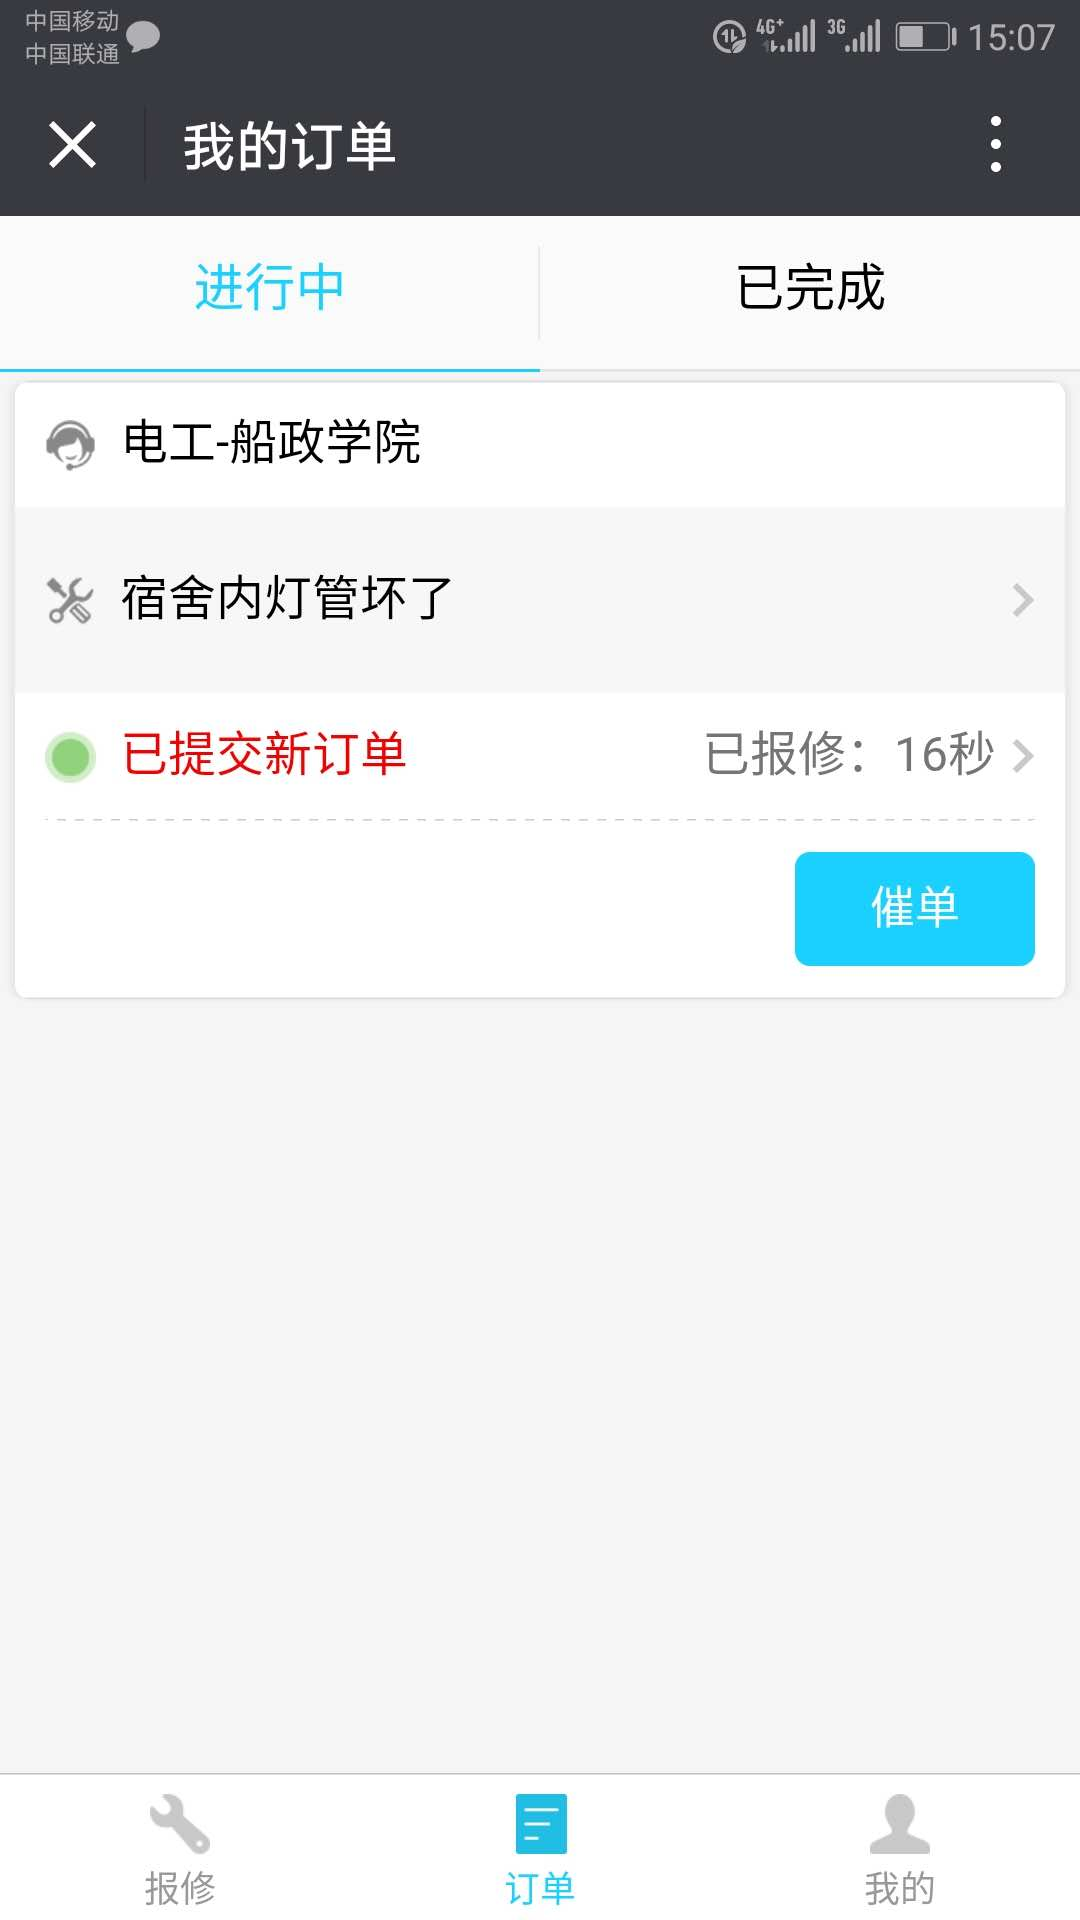 中国移动
中国联通
4G+ 3G 15:07
我的订单
进行中 已完成
电工-船政学院
宿舍内灯管坏了
已提交新订单 已报修：16秒
催单
报修 订单 我的